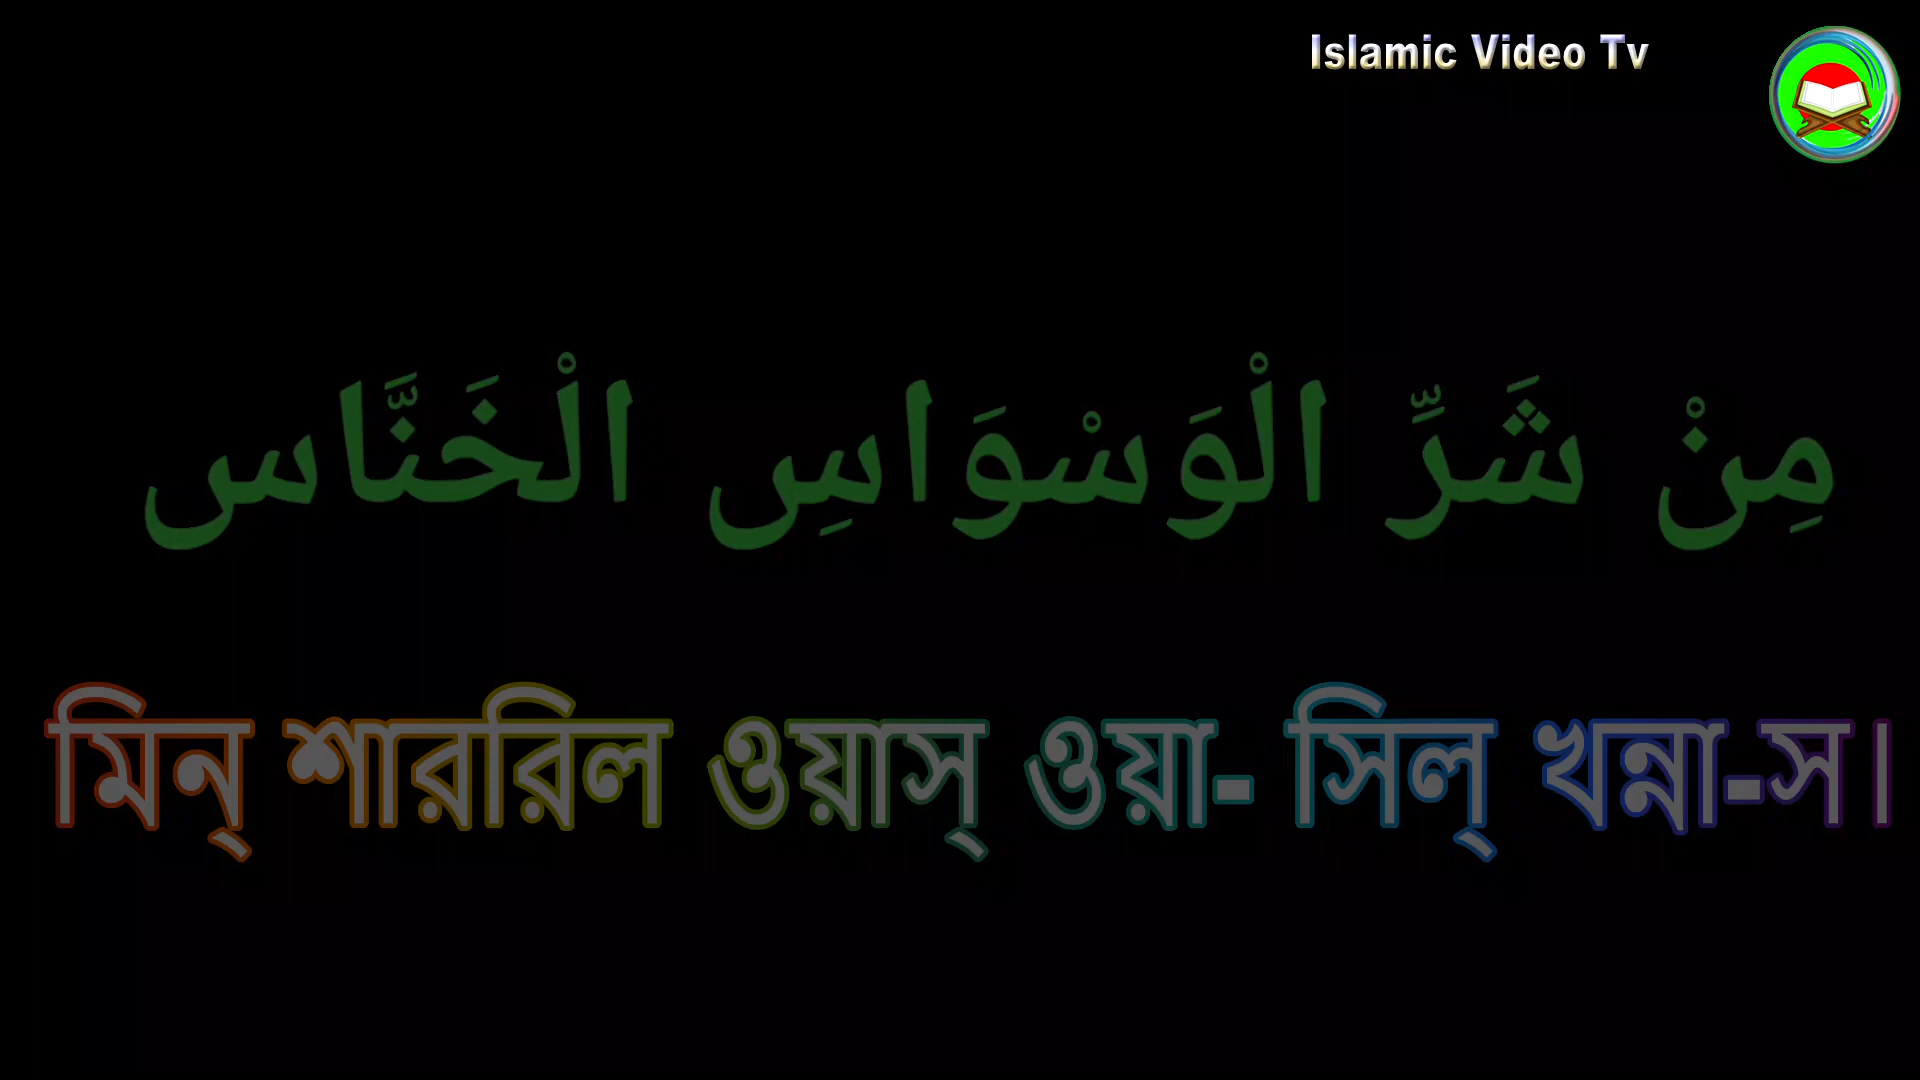 Islamic Video Tv
مِنْ شَرِّ الْوَسْوَاسِ الْخَنَّاس
মিন্ শাররিল ওয়াস্ ওয়া- সিল্ খন্না-স।